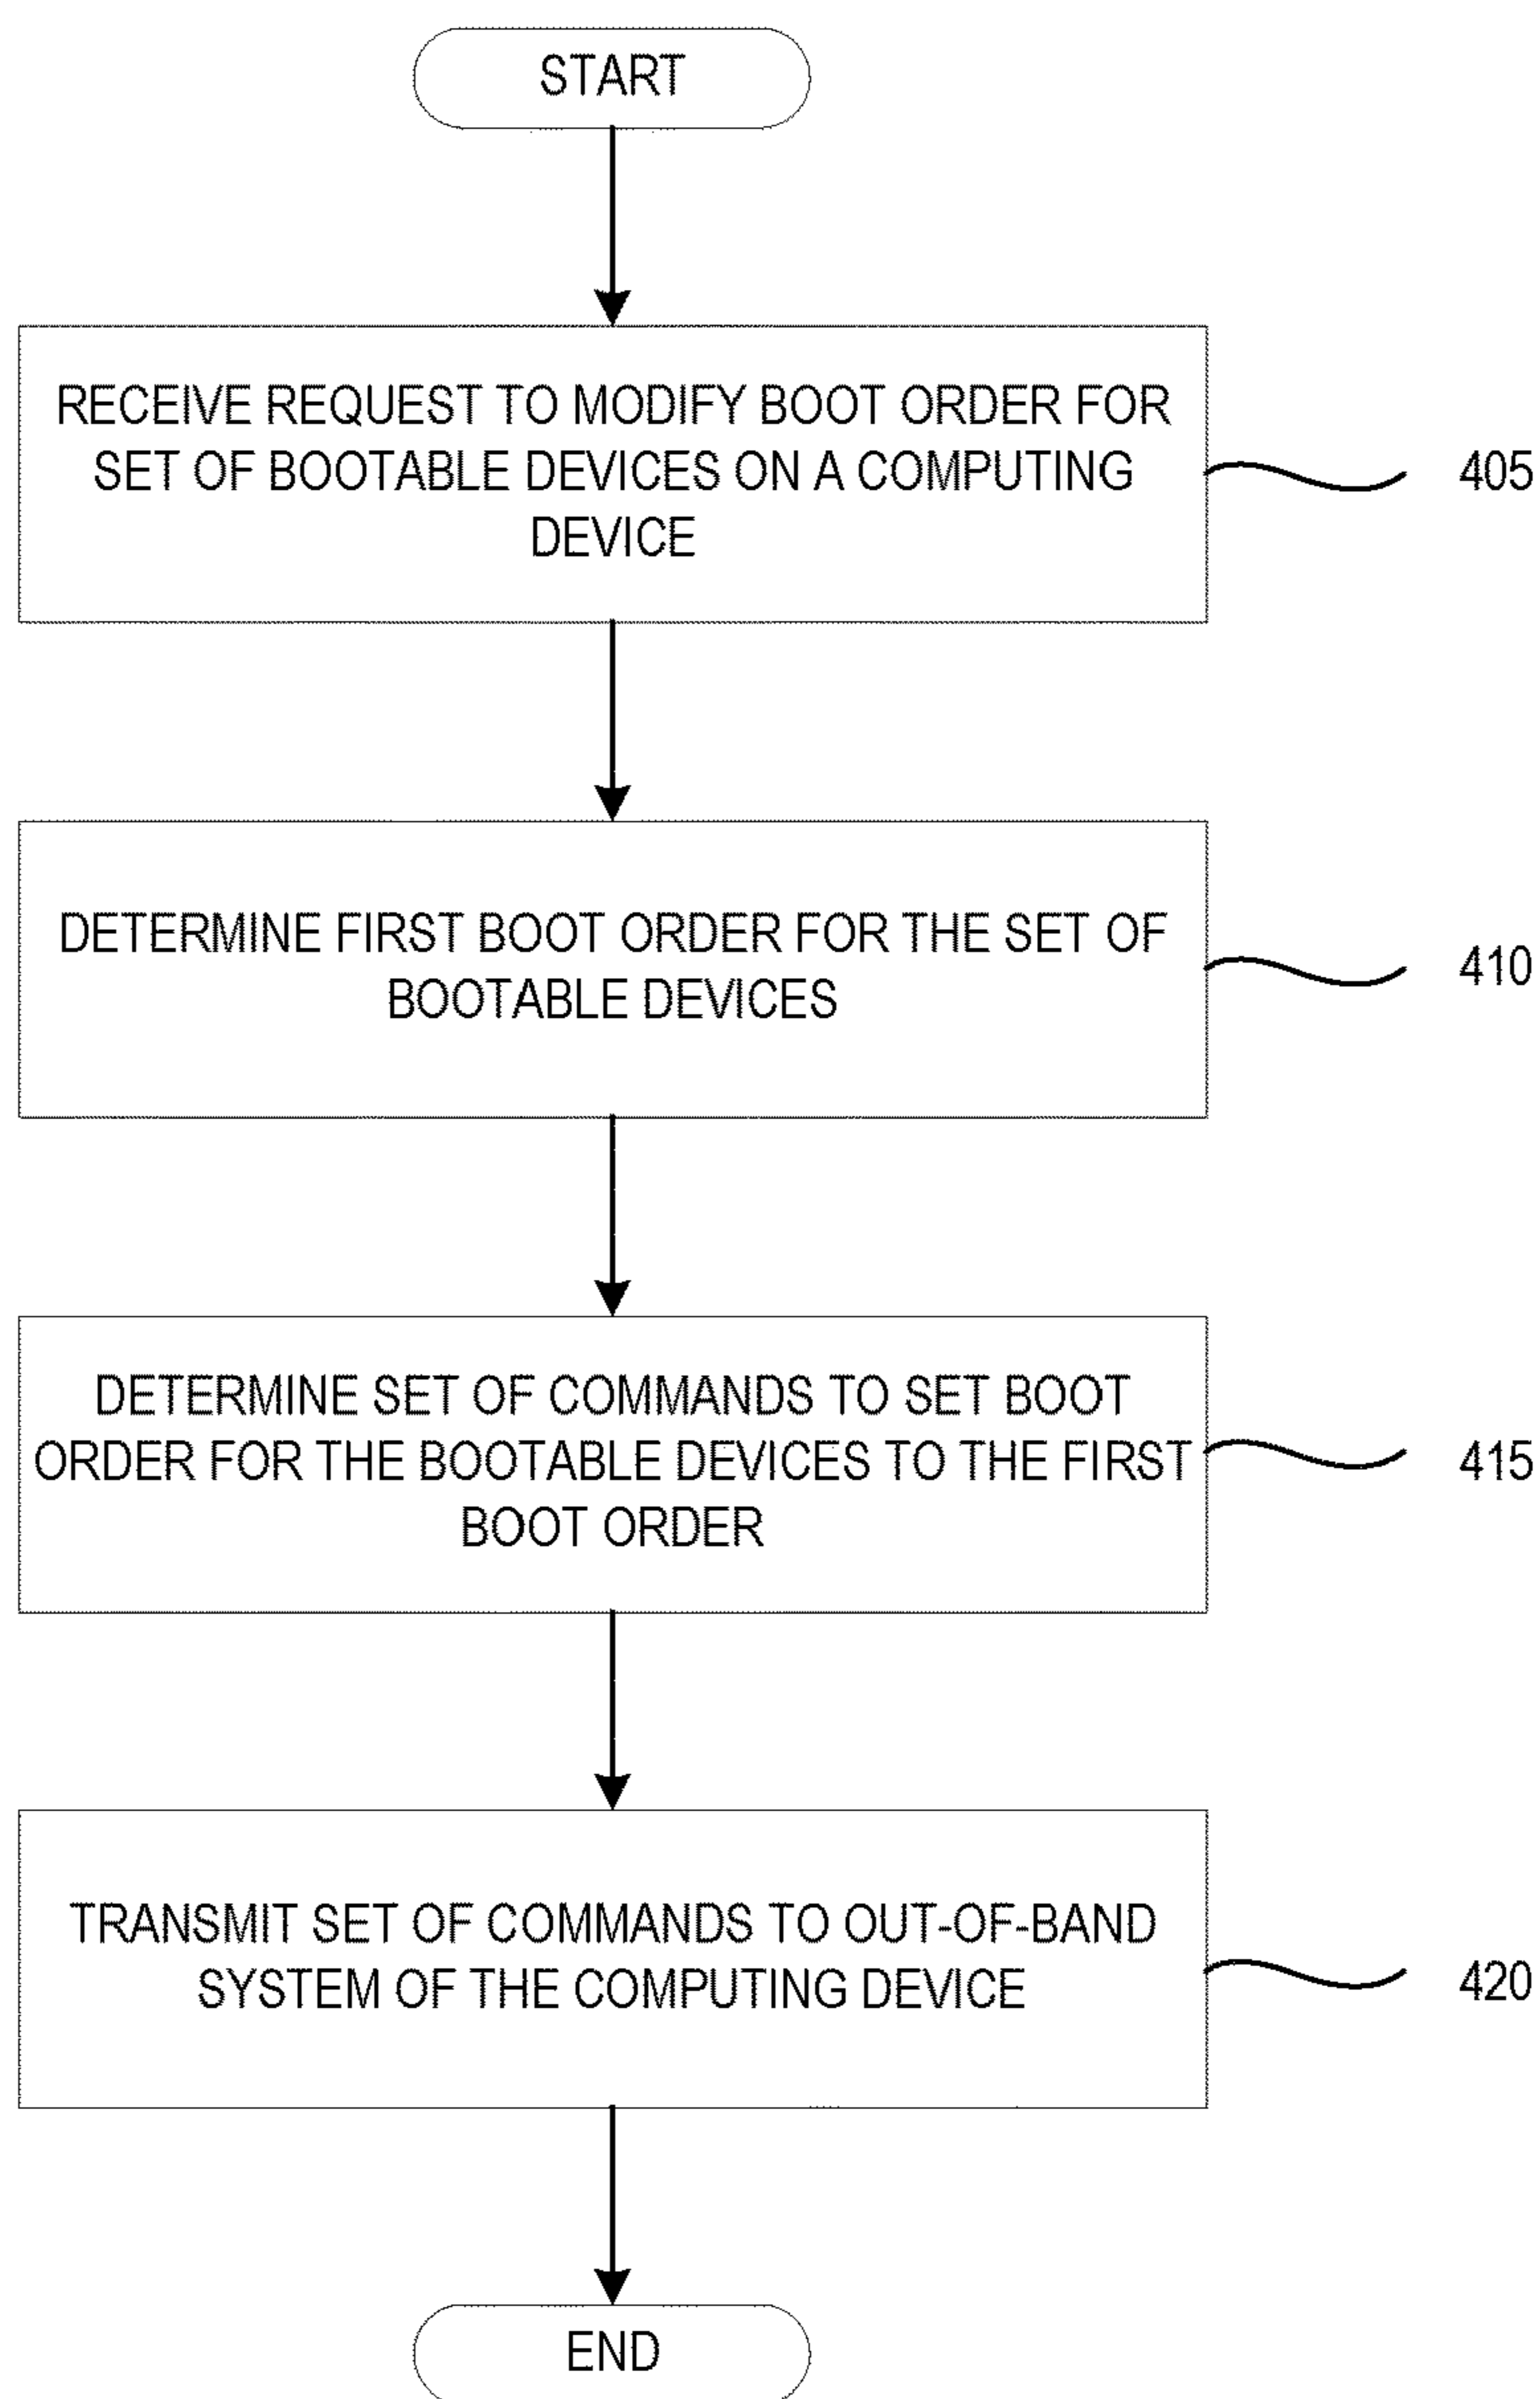 START
RECEIVE REQUEST TO MODIFY BOOT ORDER FOR
SET OF BOOTABLE DEVICES ON A COMPUTING
DEVICE
405
DETERMINE FIRST BOOT ORDER FOR THE SET OF
BOOTABLE DEVICES
410
DETERMINE SET OF COMMANDS TO SET BOOT
ORDER FOR THE BOOTABLE DEVICES TO THE FIRST
BOOT ORDER
415
TRANSMIT SET OF COMMANDS TO OUT-OF-BAND
SYSTEM OF THE COMPUTING DEVICE
420
END